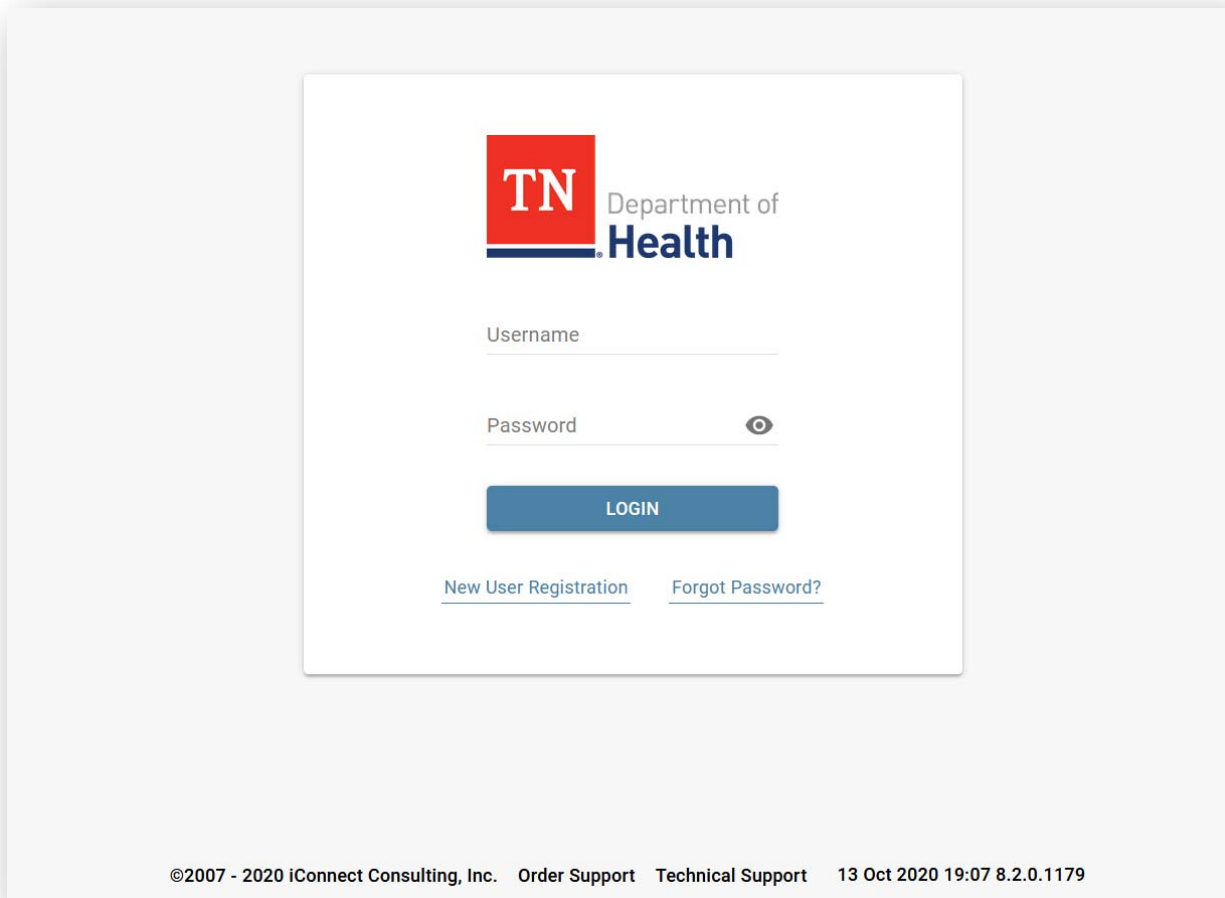 TN
Department of
Health
Username
Password
LOGIN
New User Registration Forgot Password?
©2007 - 2020 iConnect Consulting, Inc. Order Support Technical Support 13 Oct 2020 19:07 8.2.0.1179